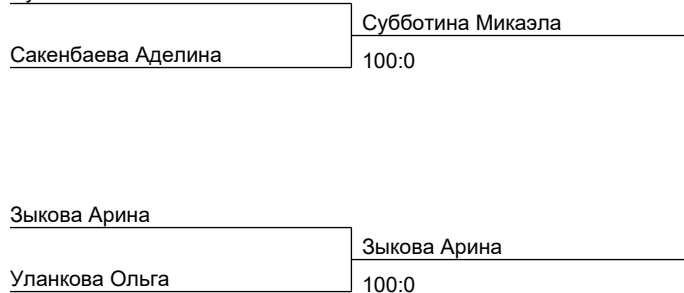 Субботина Микаэла
Сакенбаева Аделина
100:0
Зыкова Арина
Зыкова Арина
Уланкова Ольга
100:0